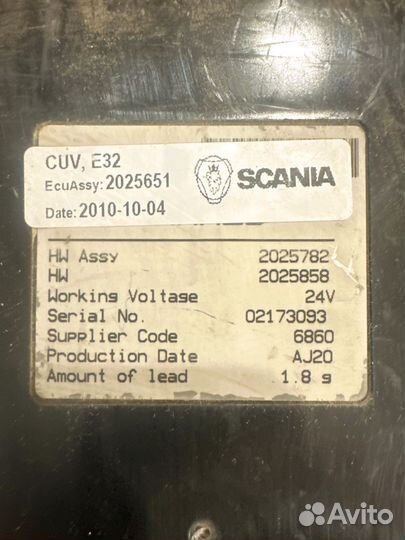 CUV, E32
EcuAssy: 2025651
SCANIA
Date: 2010-10-04
HW Assy 2025782
HW 2025858
Working Voltage 24V
Serial No. 02173093
Supplier Code 6860
Production Date AJ20
Amount of lead 1.8 g
Avito